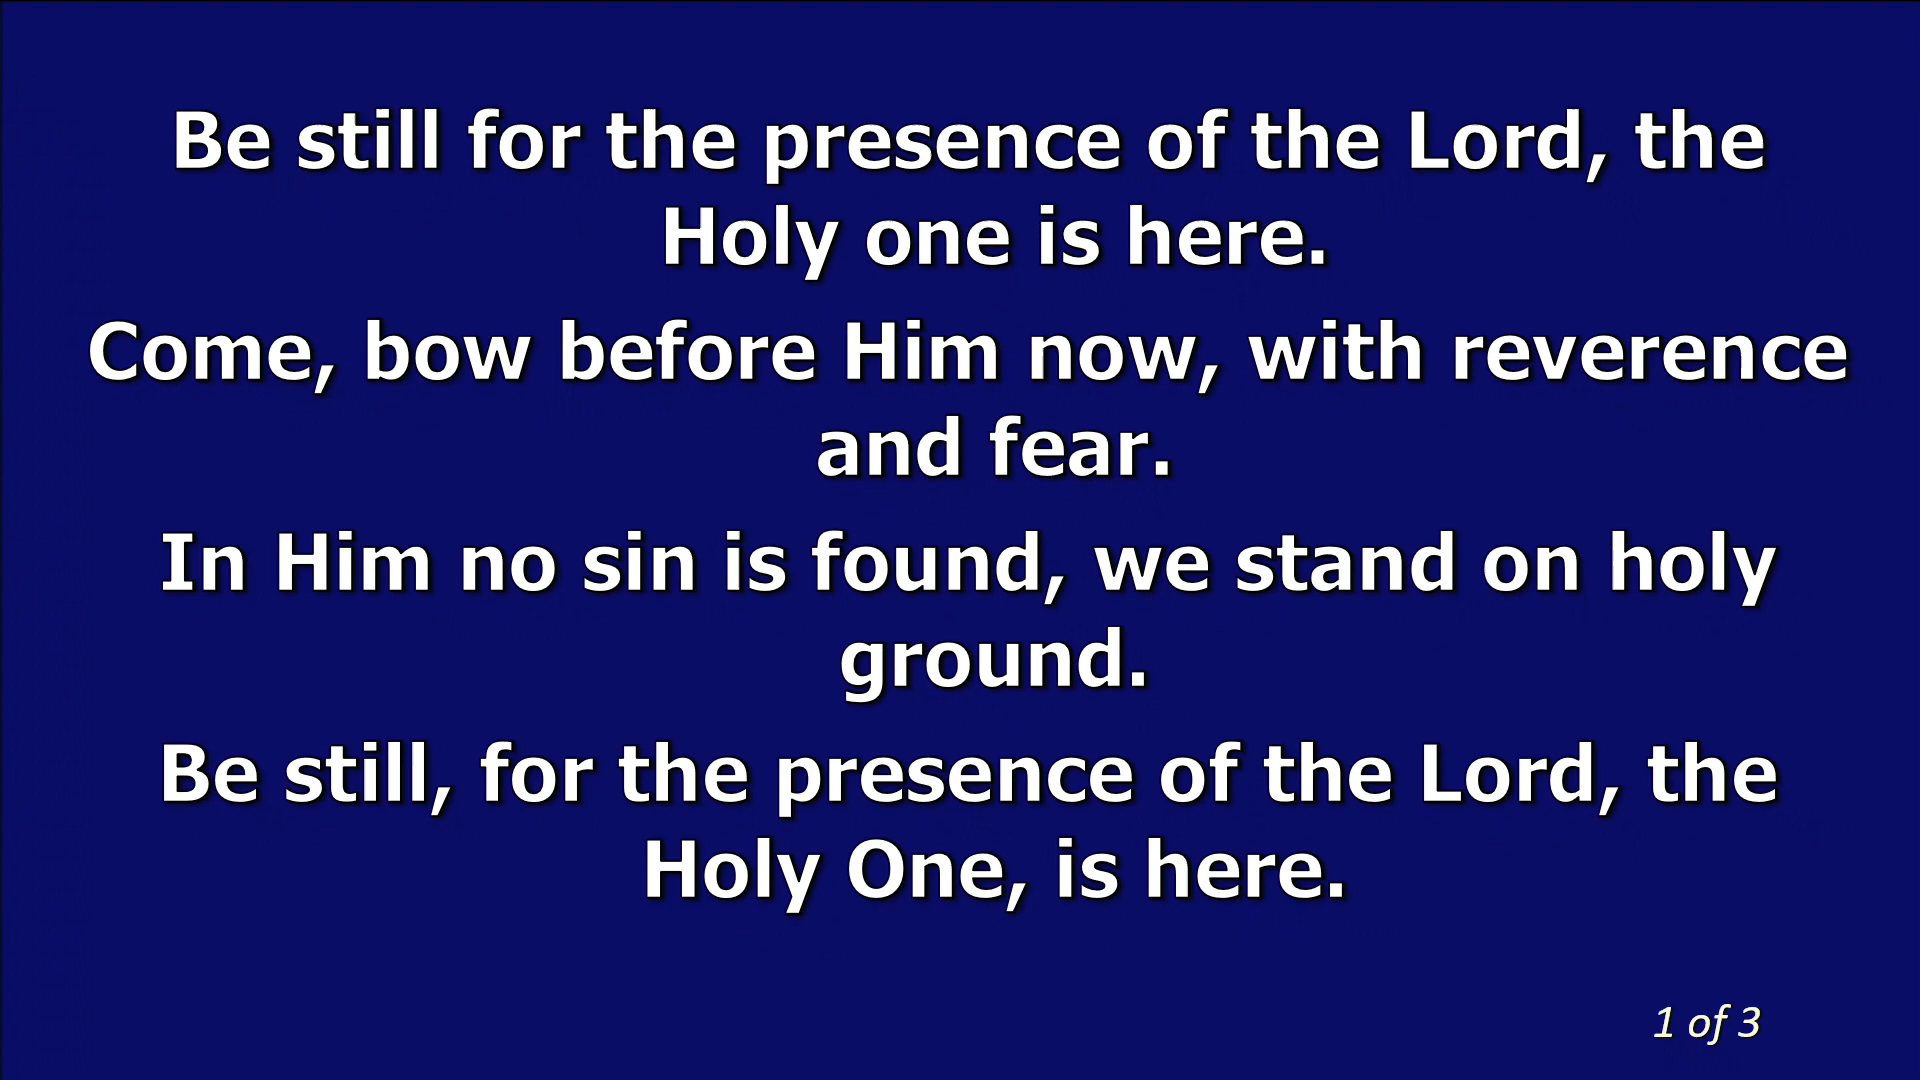 Be still for the presence of the Lord, the
Holy one is here.
Come, bow before Him now, with reverence
and fear.
In Him no sin is found, we stand on holy
ground.
Be still, for the presence of the Lord, the
Holy One, is here.
1 of 3